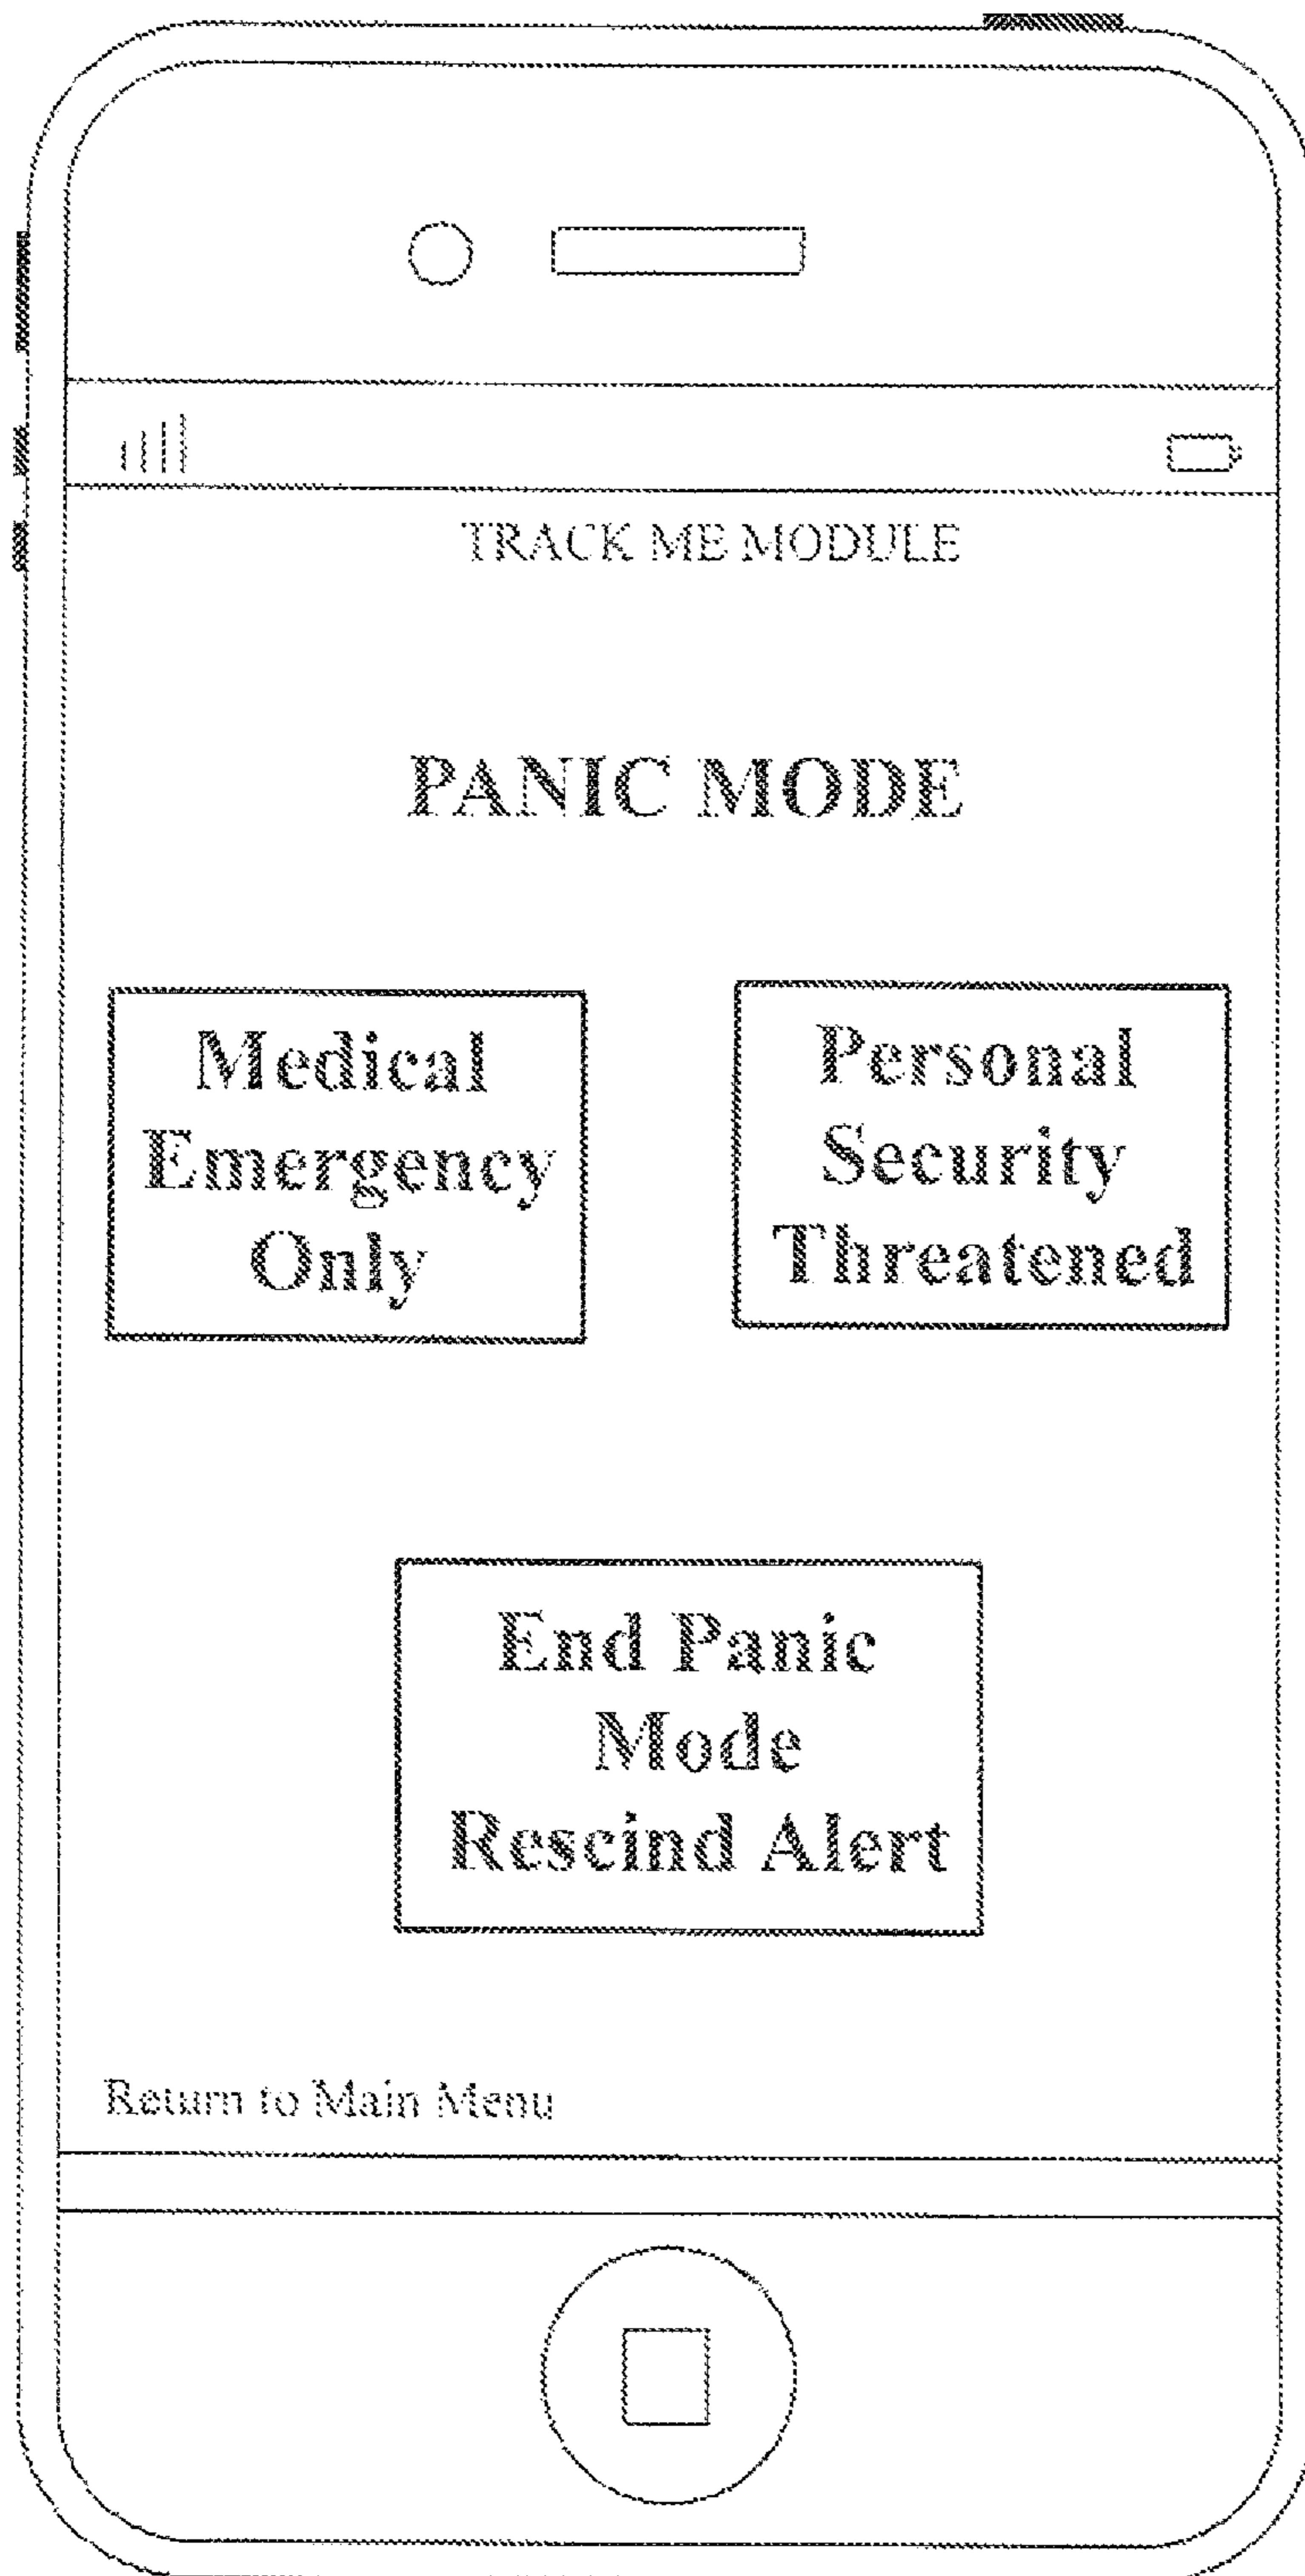 TRACK ME MODULE
PANIC MODE
Medical
Emergency
Only
Personal
Security
Threatened
End Panic
Mode
Rescind Alert
Return to Main Menu